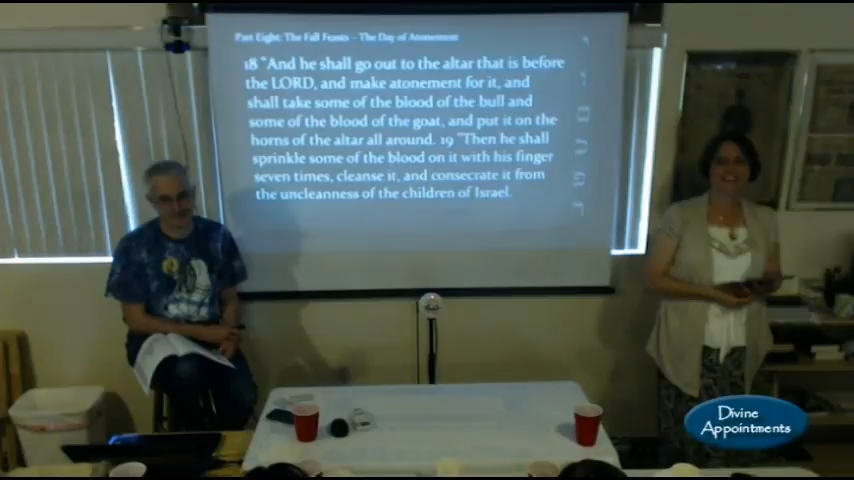 Part Eight: The Fall Feasts – The Day of Atonement
18 "And he shall go out to the altar that is before
the LORD, and make atonement for it, and
shall take some of the blood of the bull and
some of the blood of the goat, and put it on the
horns of the altar all around. 19 "Then he shall
sprinkle some of the blood on it with his finger
seven times, cleanse it, and consecrate it from
the uncleanness of the children of Israel.
Divine
Appointments